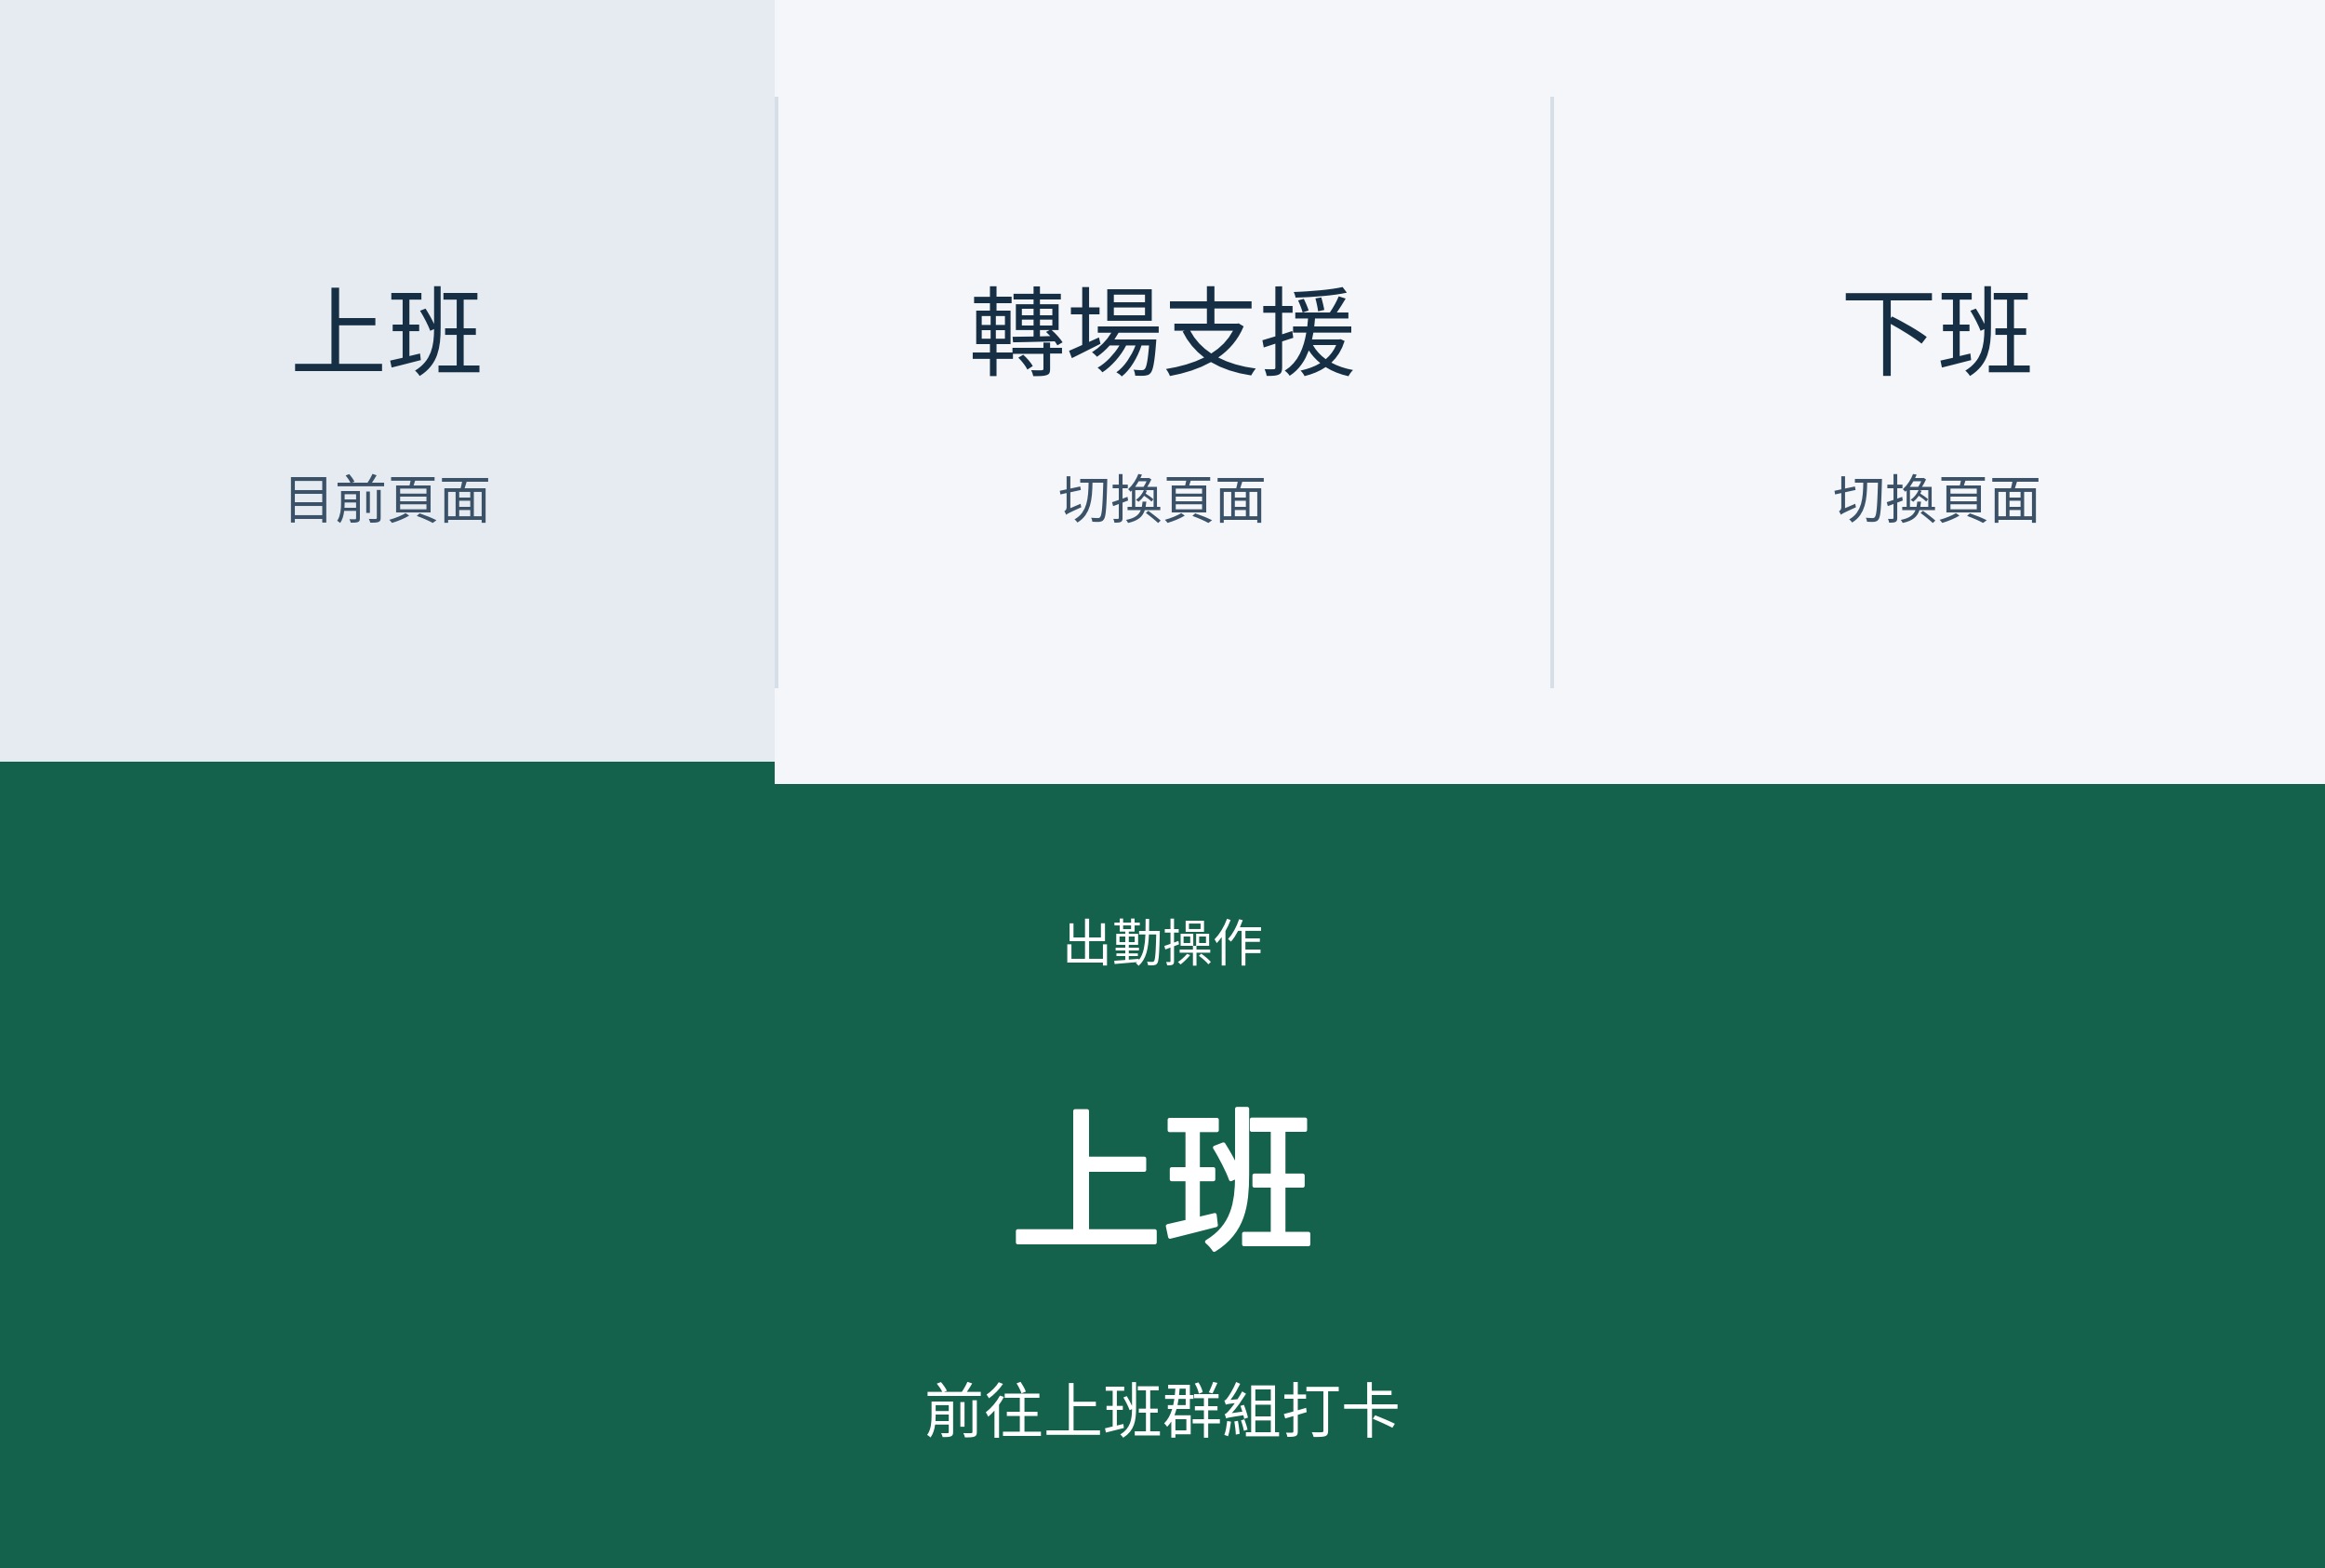 上班
目前頁面
轉場支援
切換頁面
下班
切換頁面
出勤操作
上班
前往上班群組打卡